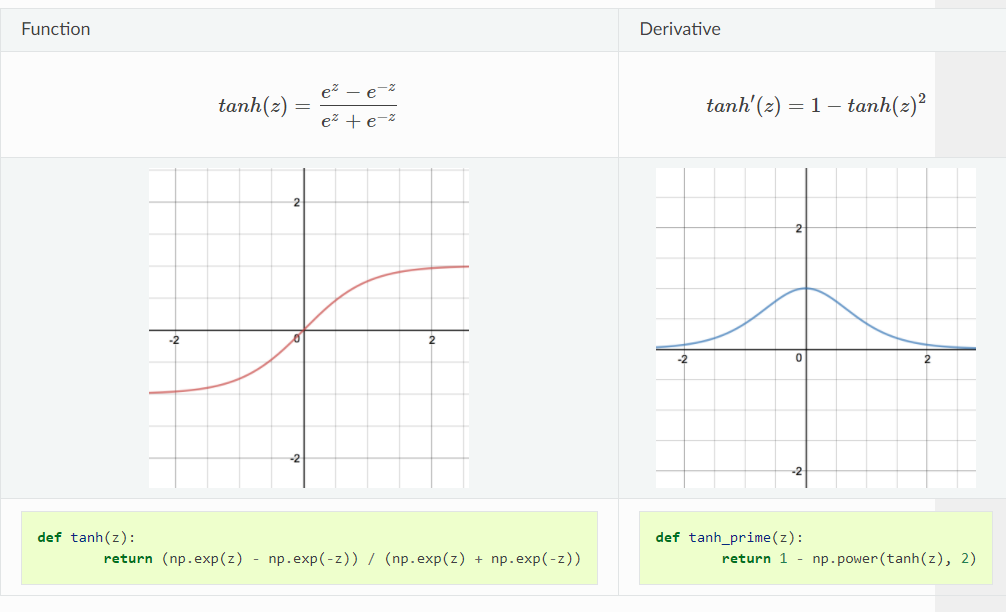 Function
Derivative
tanh(z) = \frac{e^z − e^{−z}}{e^z + e^{−z}}
tanh′(z) = 1 − tanh(z)^2
2
-2
0
2
-2
2
-2
0
2
-2
def tanh(z):
return (np.exp(z) - np.exp(-z)) / (np.exp(z) + np.exp(-z))
def tanh_prime(z):
return 1 - np.power(tanh(z), 2)